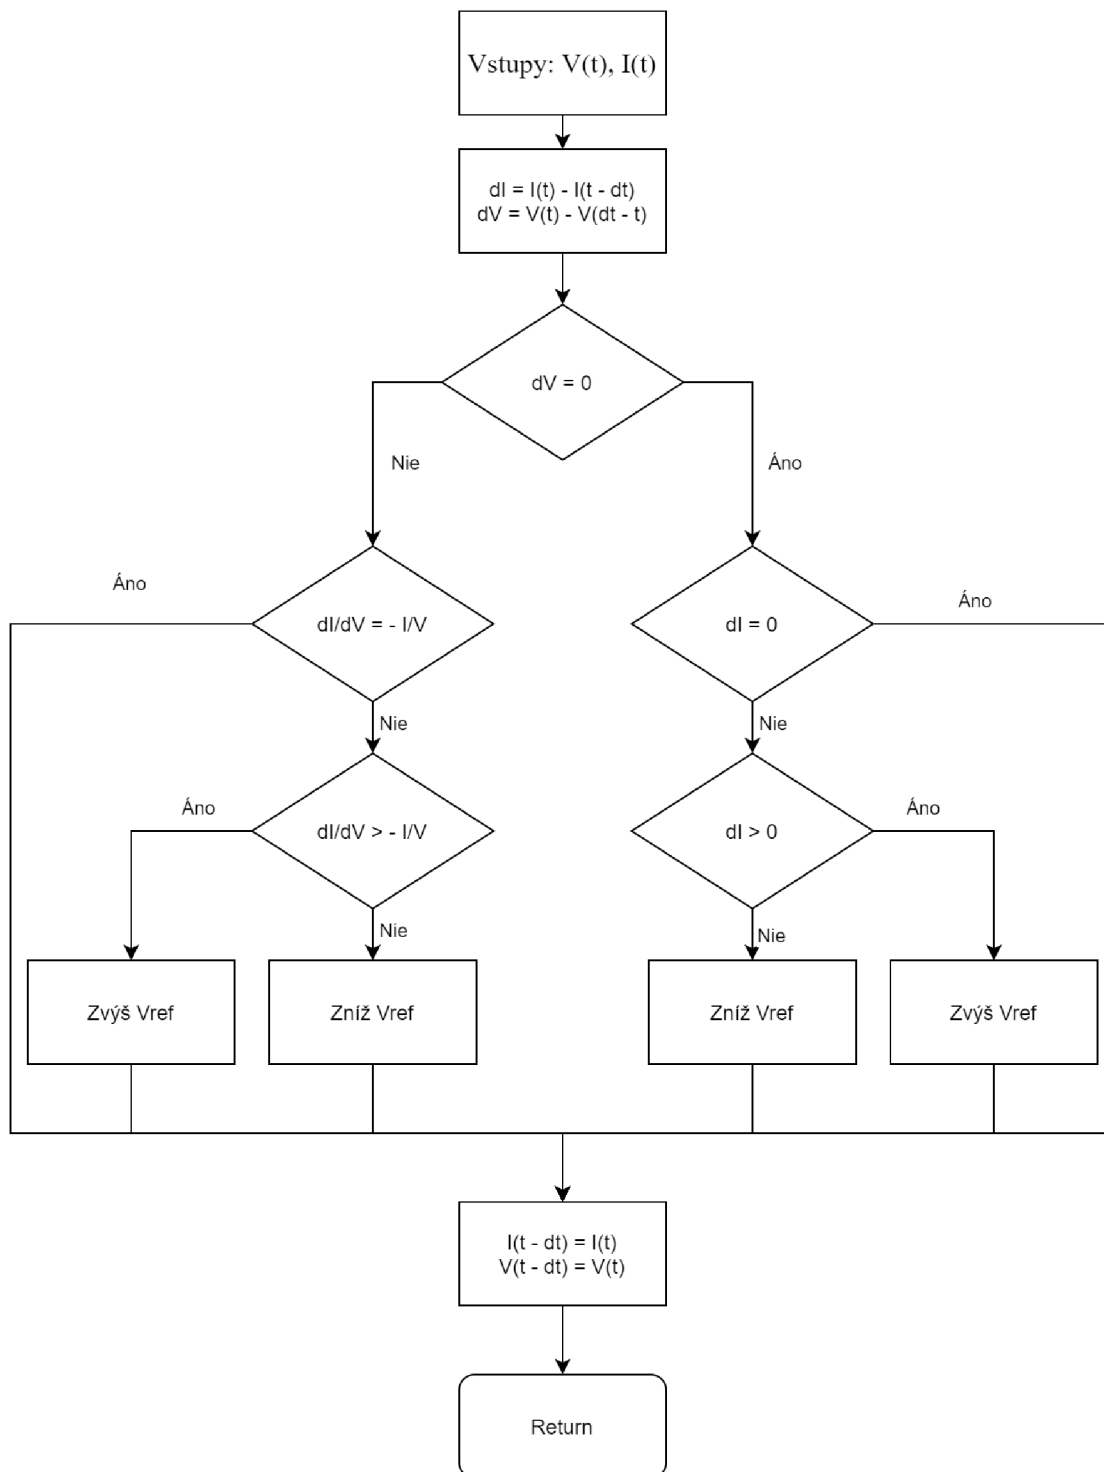 Vstupy: V(t), I(t)
dI = I(t) - I(t - dt)
dV = V(t) - V(dt - t)
dV = 0
Nie
Áno
Áno
dI/dV = - I/V
dI = 0
Áno
Nie
Nie
Áno
dI/dV > - I/V
dI > 0
Áno
Nie
Nie
Zvýš Vref
Zníž Vref
Zníž Vref
Zvýš Vref
I(t - dt) = I(t)
V(t - dt) = V(t)
Return